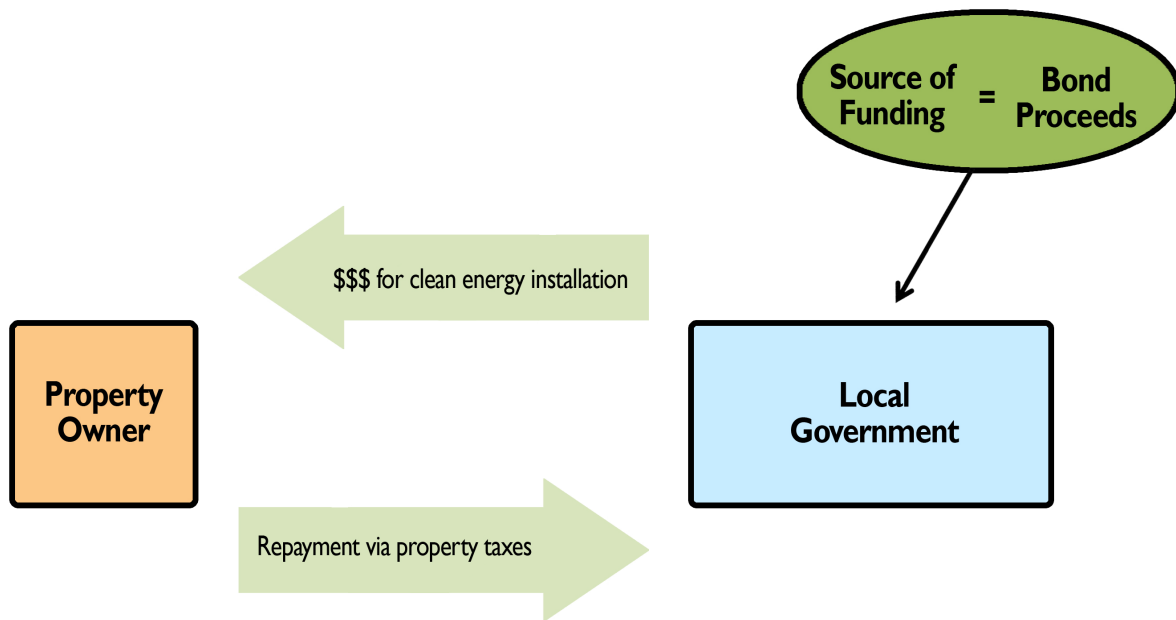 Source of
Funding
=
Bond
Proceeds
$$$ for clean energy installation
Property
Owner
Local
Government
Repayment via property taxes